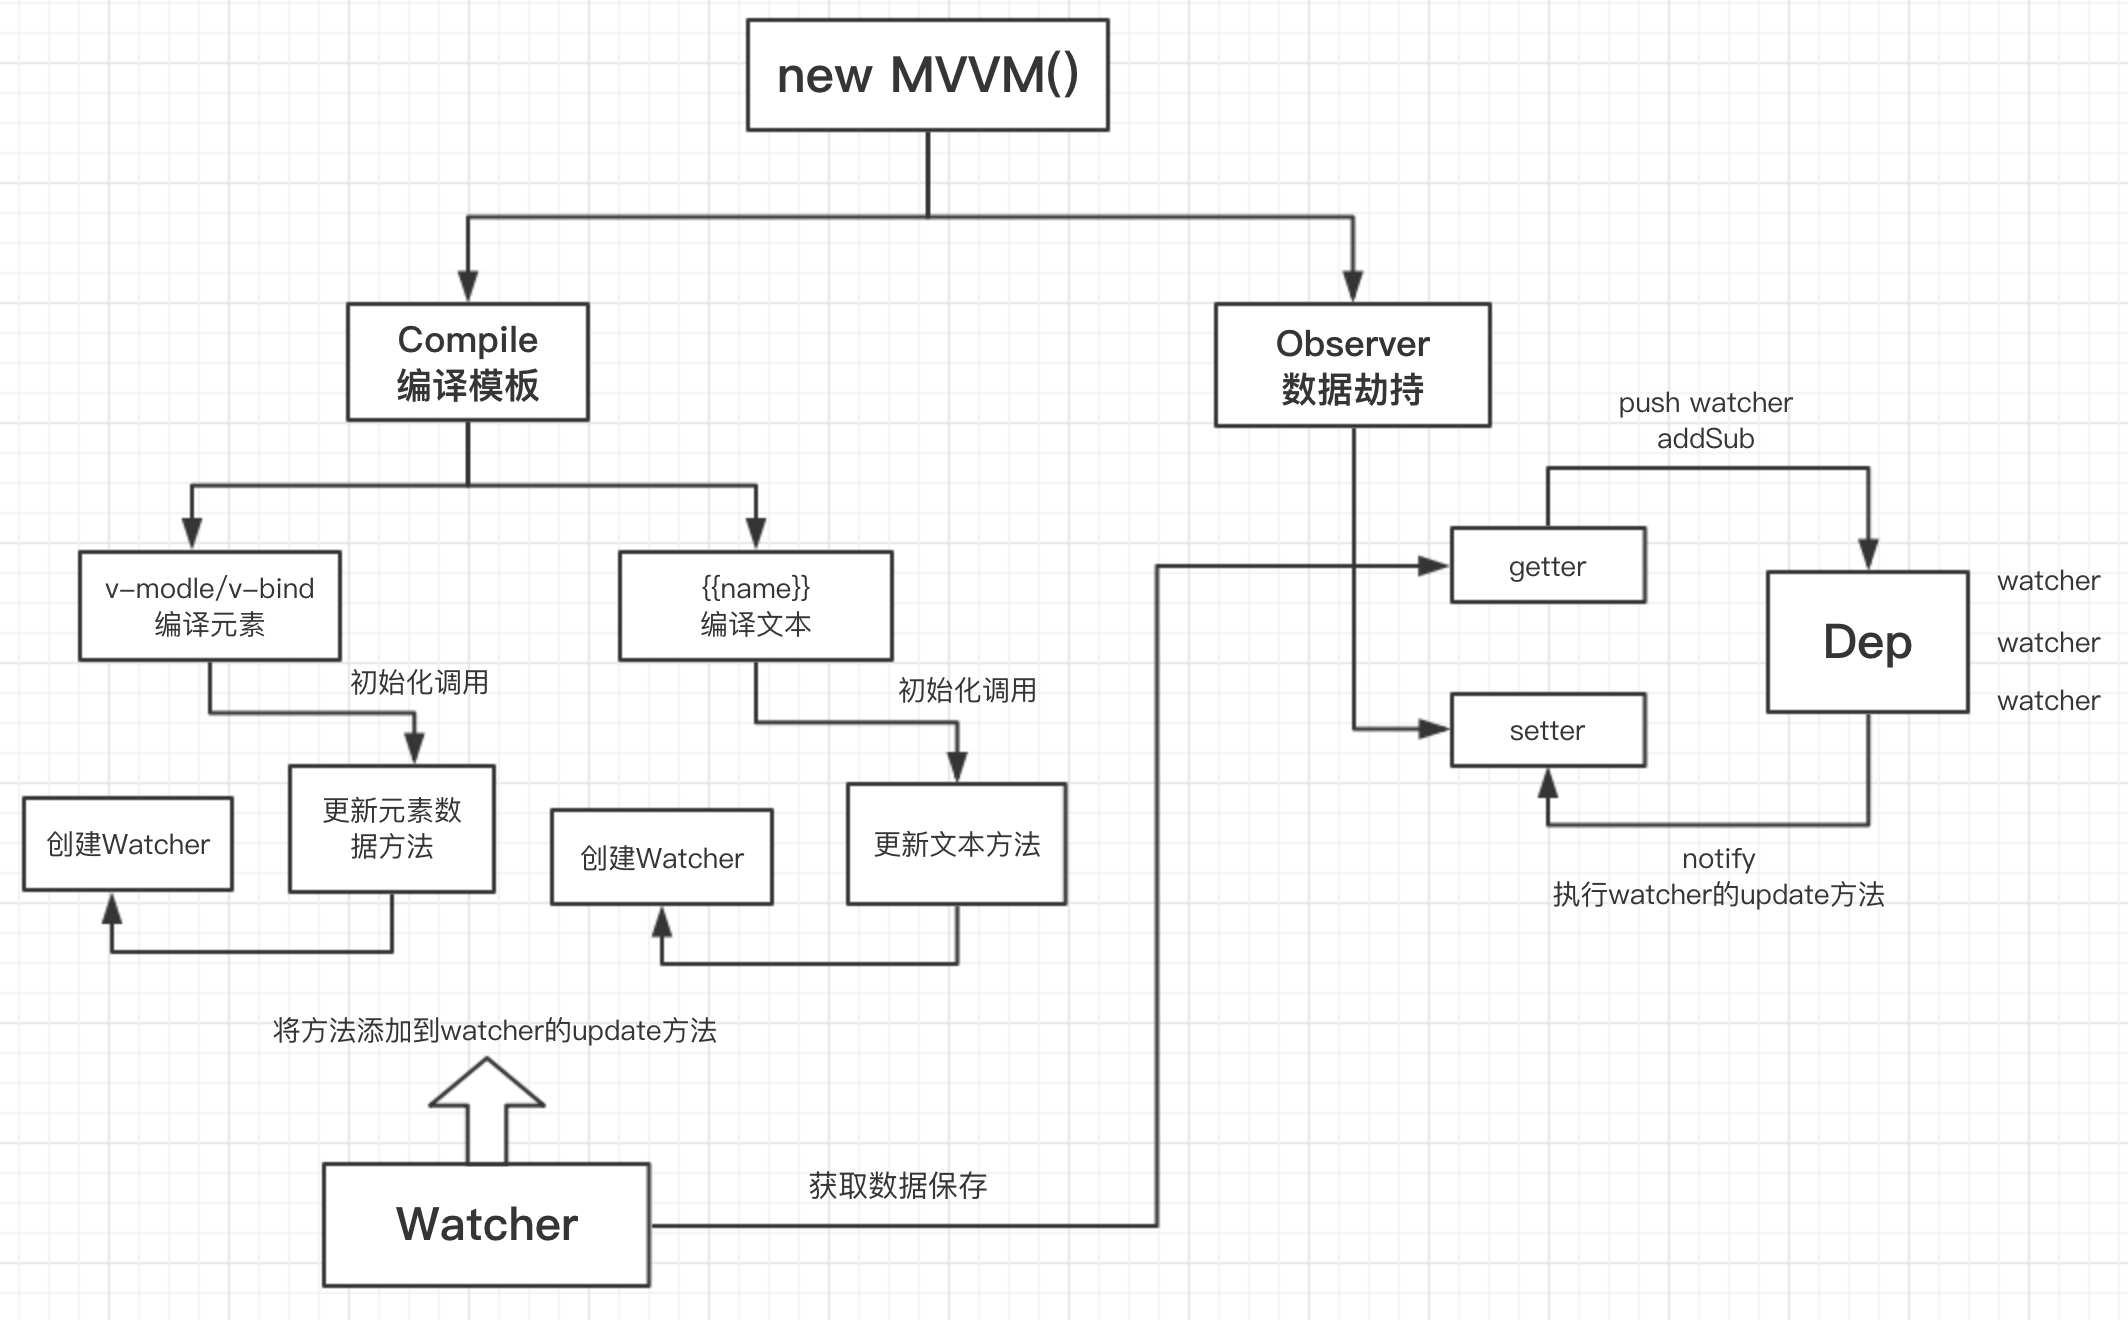 new MVVM()
Compile
编译模板
Observer
数据劫持
push watcher
addSub
v-modle/v-bind
编译元素
{{name}}
编译文本
getter
Dep
watcher
watcher
watcher
初始化调用
初始化调用
setter
创建Watcher
更新元素数
据方法
创建Watcher
更新文本方法
notify
执行watcher的update方法
将方法添加到watcher的update方法
Watcher
获取数据保存